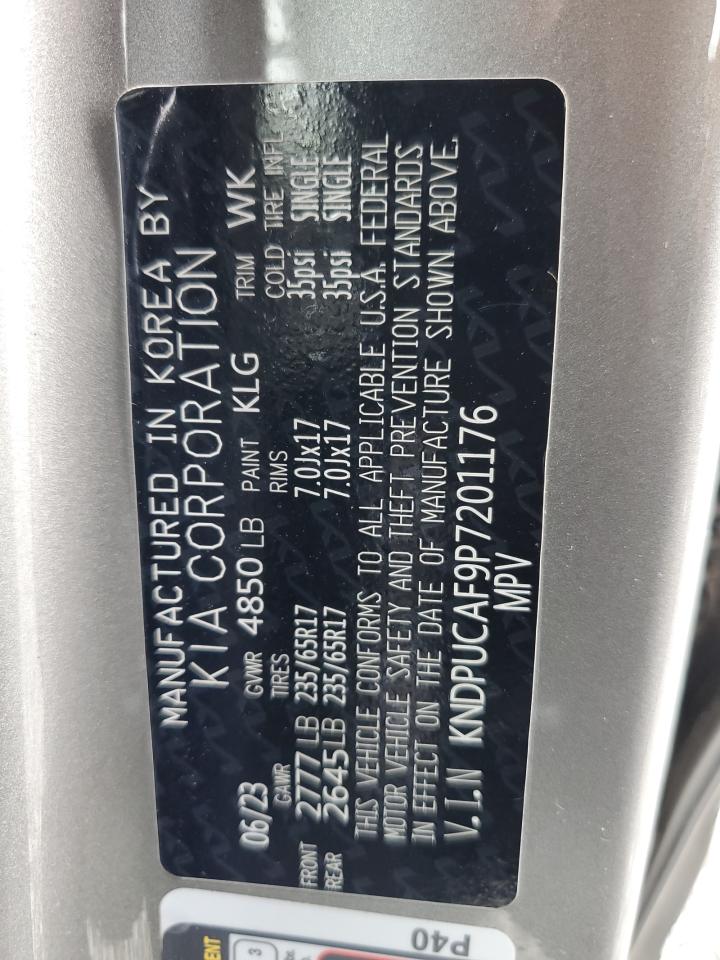 MANUFACTURED IN KOREA BY
KIA CORPORATION
06/23 GVWR 4850 LB PAINT KLG TRIM WK
GAWR TIRES RIMS COLD TIRE INFL
FRONT 2777 LB 235/65R17 7.0Jx17 35psi SINGLE
REAR 2645 LB 235/65R17 7.0Jx17 35psi SINGLE
THIS VEHICLE CONFORMS TO ALL APPLICABLE U.S.A. FEDERAL
MOTOR VEHICLE SAFETY AND THEFT PREVENTION STANDARDS
IN EFFECT ON THE DATE OF MANUFACTURE SHOWN ABOVE.
V.I.N KNDPUCAF9P7201176
MPV
P40
3